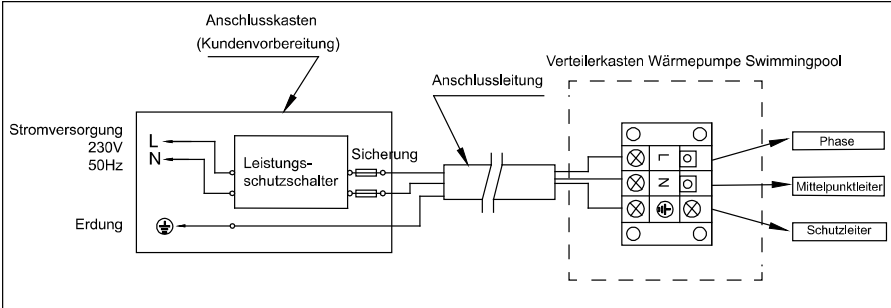 Anschlusskasten
(Kundenvorbereitung)
Verteilerkasten Wärmepumpe Swimmingpool
Anschlussleitung
Stromversorgung
230V
50Hz
L
N
Leistungs-
schutzschalter
Sicherung
Erdung
L
N
Phase
Mittelpunktleiter
Schutzleiter